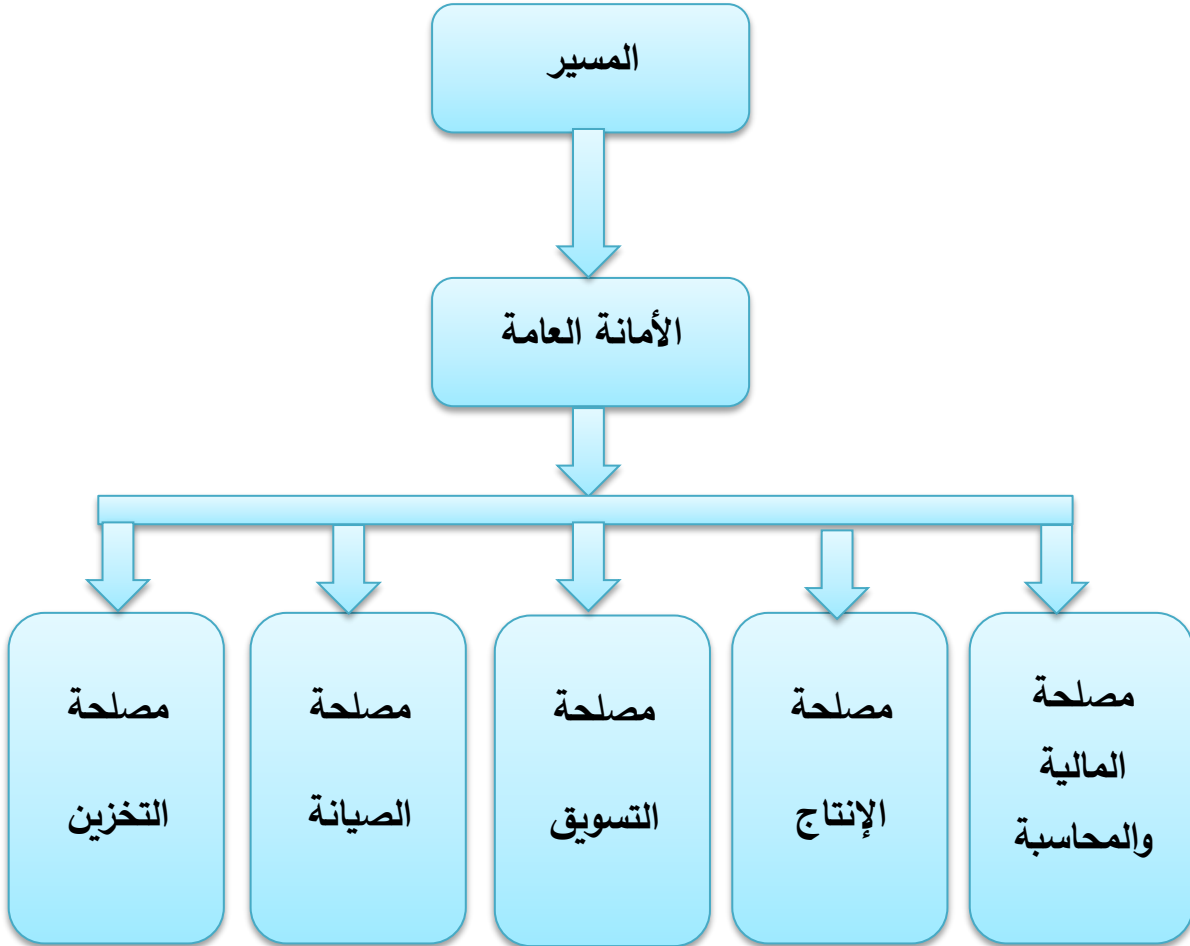 المسير
الأمانة العامة
مصلحة
المالية
والمحاسبة
مصلحة
الإنتاج
مصلحة
التسويق
مصلحة
الصيانة
مصلحة
التخزين